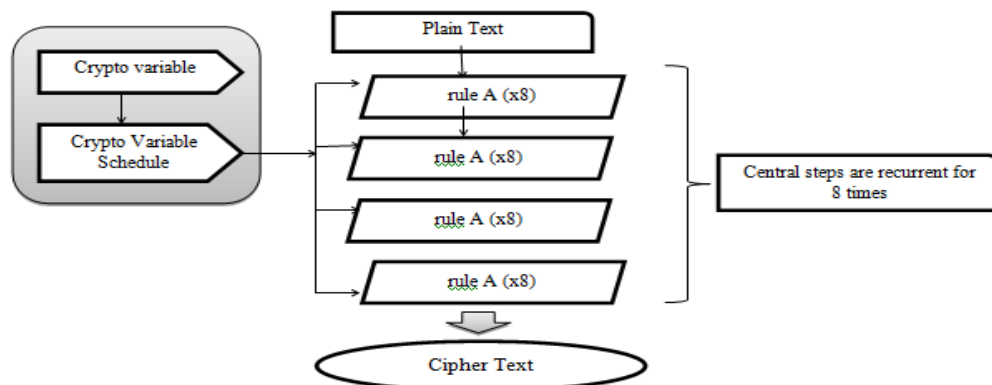 Plain Text
Crypto variable
rule A (x8)
Crypto Variable
Schedule
rule A (x8)
Central steps are recurrent for
8 times
rule A (x8)
rule A (x8)
Cipher Text